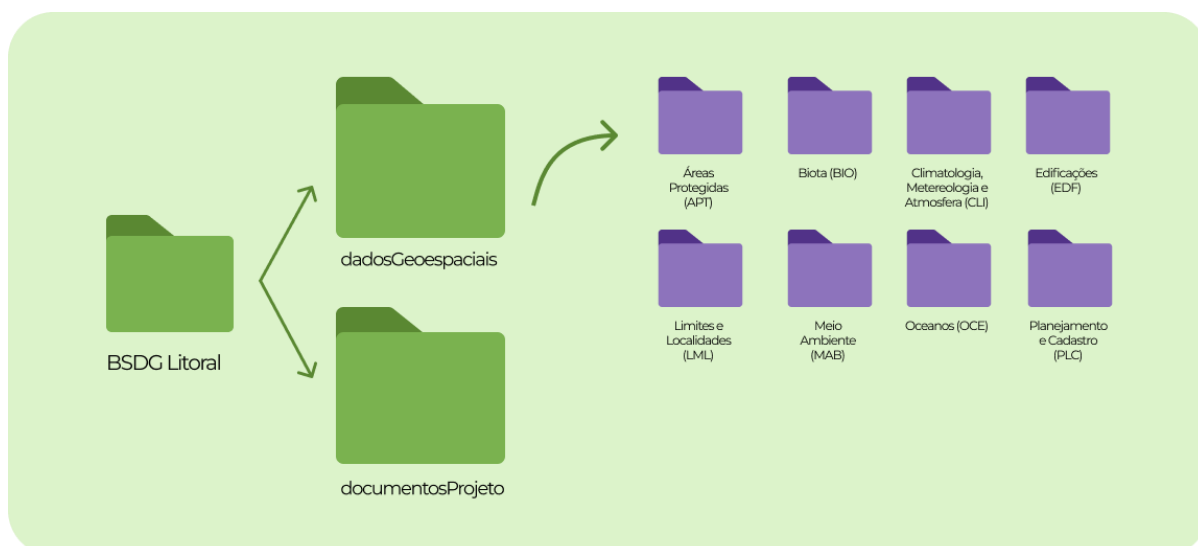 BSDG Litoral
dadosGeoespaciais
documentosProjeto
Áreas
Protegidas
(APT)
Biota (BIO)
Climatologia,
Metereologia e
Atmosfera (CLI)
Edificações
(EDF)
Limites e
Localidades
(LML)
Meio
Ambiente
(MAB)
Oceanos (OCE)
Planejamento
e Cadastro
(PLC)